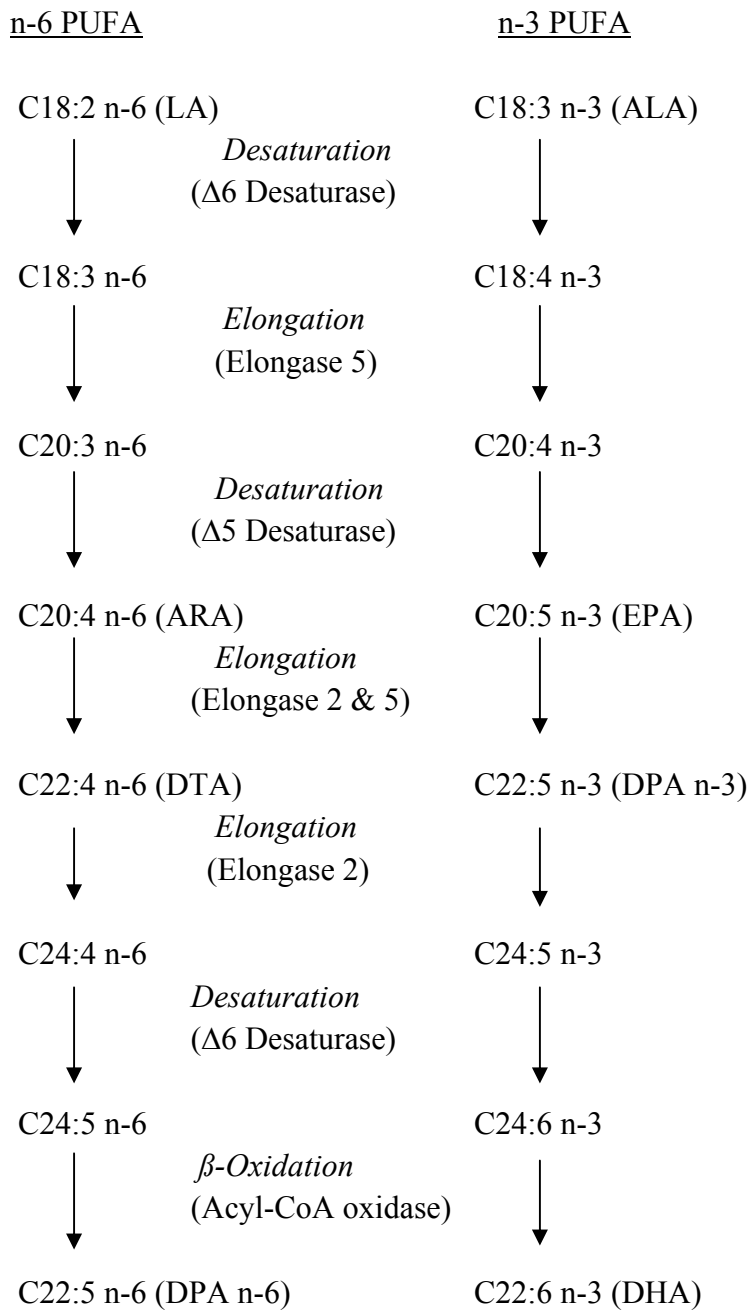 n-6 PUFA n-3 PUFA
C18:2 n-6 (LA) C18:3 n-3 (ALA)
Desaturation
(Δ6 Desaturase)
C18:3 n-6 C18:4 n-3
Elongation
(Elongase 5)
C20:3 n-6 C20:4 n-3
Desaturation
(Δ5 Desaturase)
C20:4 n-6 (ARA) C20:5 n-3 (EPA)
Elongation
(Elongase 2 & 5)
C22:4 n-6 (DTA) C22:5 n-3 (DPA n-3)
Elongation
(Elongase 2)
C24:4 n-6 C24:5 n-3
Desaturation
(Δ6 Desaturase)
C24:5 n-6 C24:6 n-3
ß-Oxidation
(Acyl-CoA oxidase)
C22:5 n-6 (DPA n-6) C22:6 n-3 (DHA)